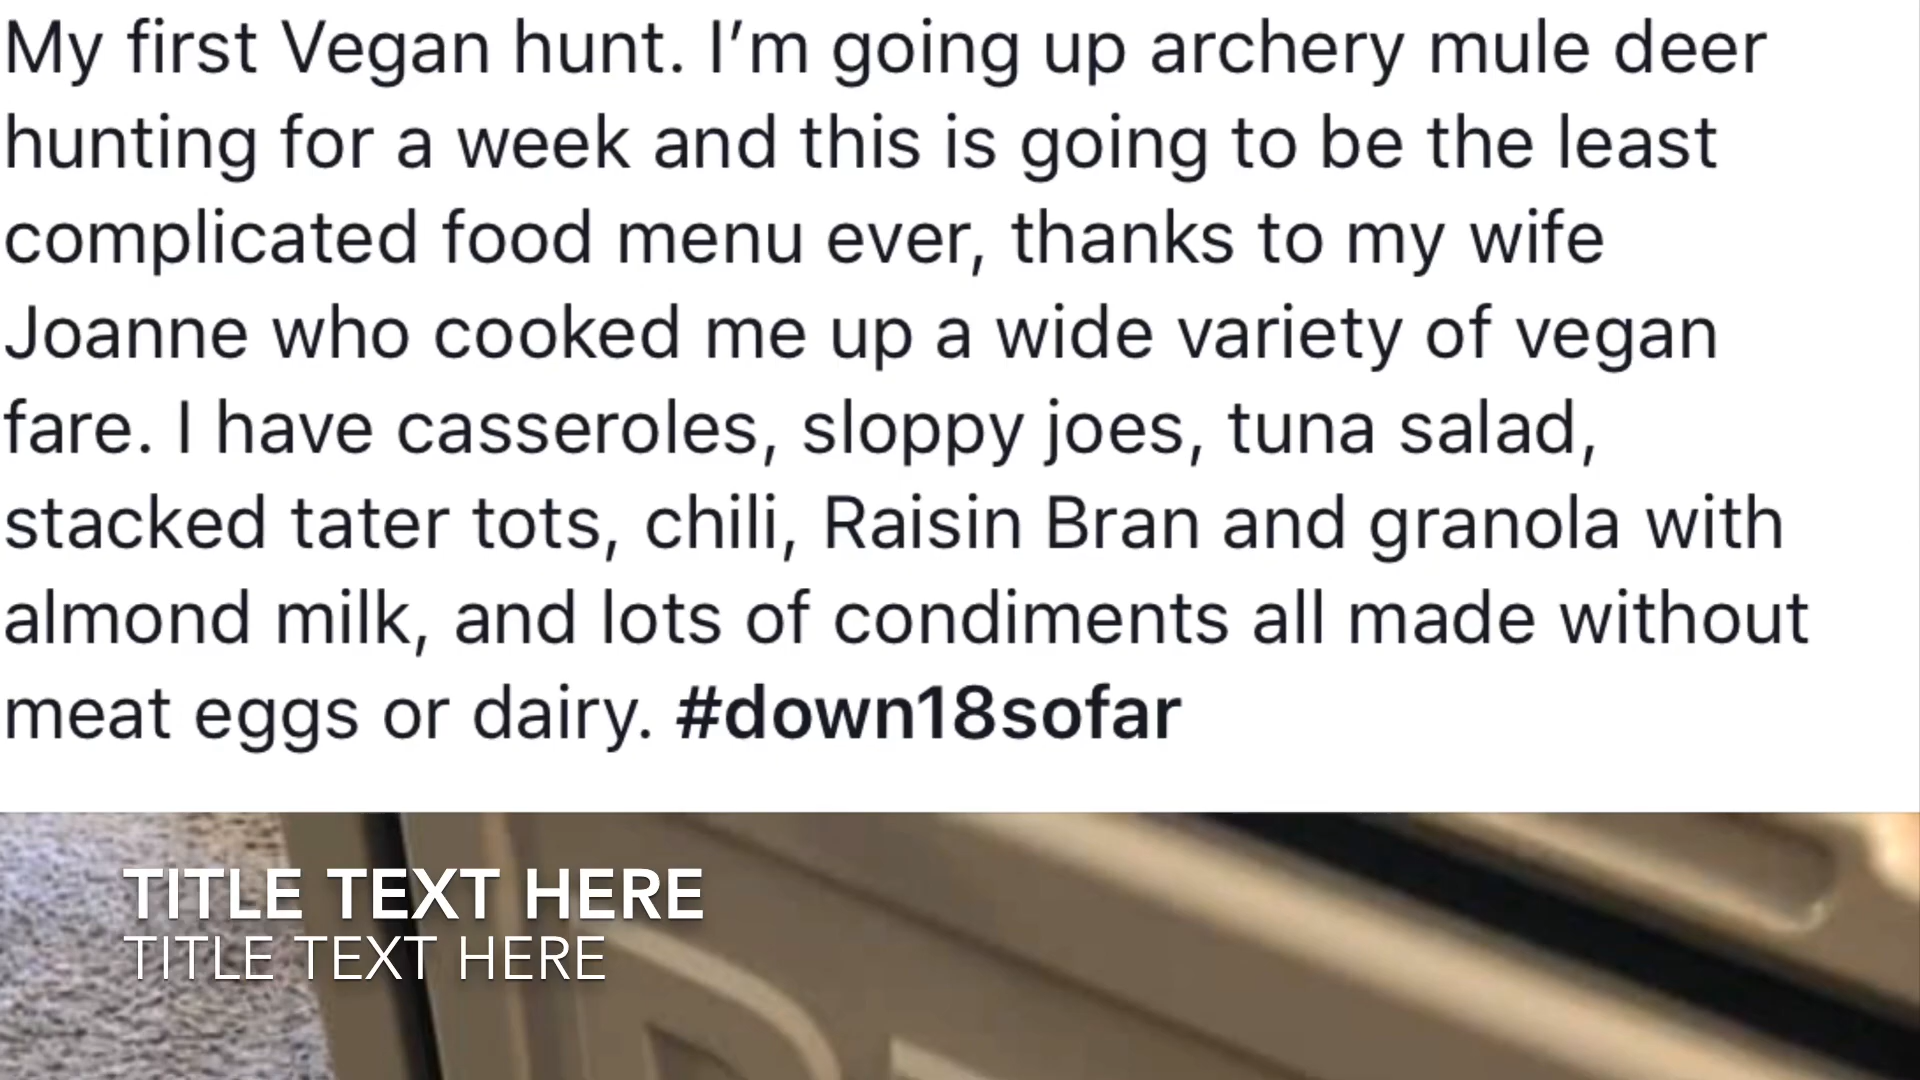 My first Vegan hunt. I’m going up archery mule deer
hunting for a week and this is going to be the least
complicated food menu ever, thanks to my wife
Joanne who cooked me up a wide variety of vegan
fare. I have casseroles, sloppy joes, tuna salad,
stacked tater tots, chili, Raisin Bran and granola with
almond milk, and lots of condiments all made without
meat eggs or dairy. #down18sofar
TITLE TEXT HERE
TITLE TEXT HERE